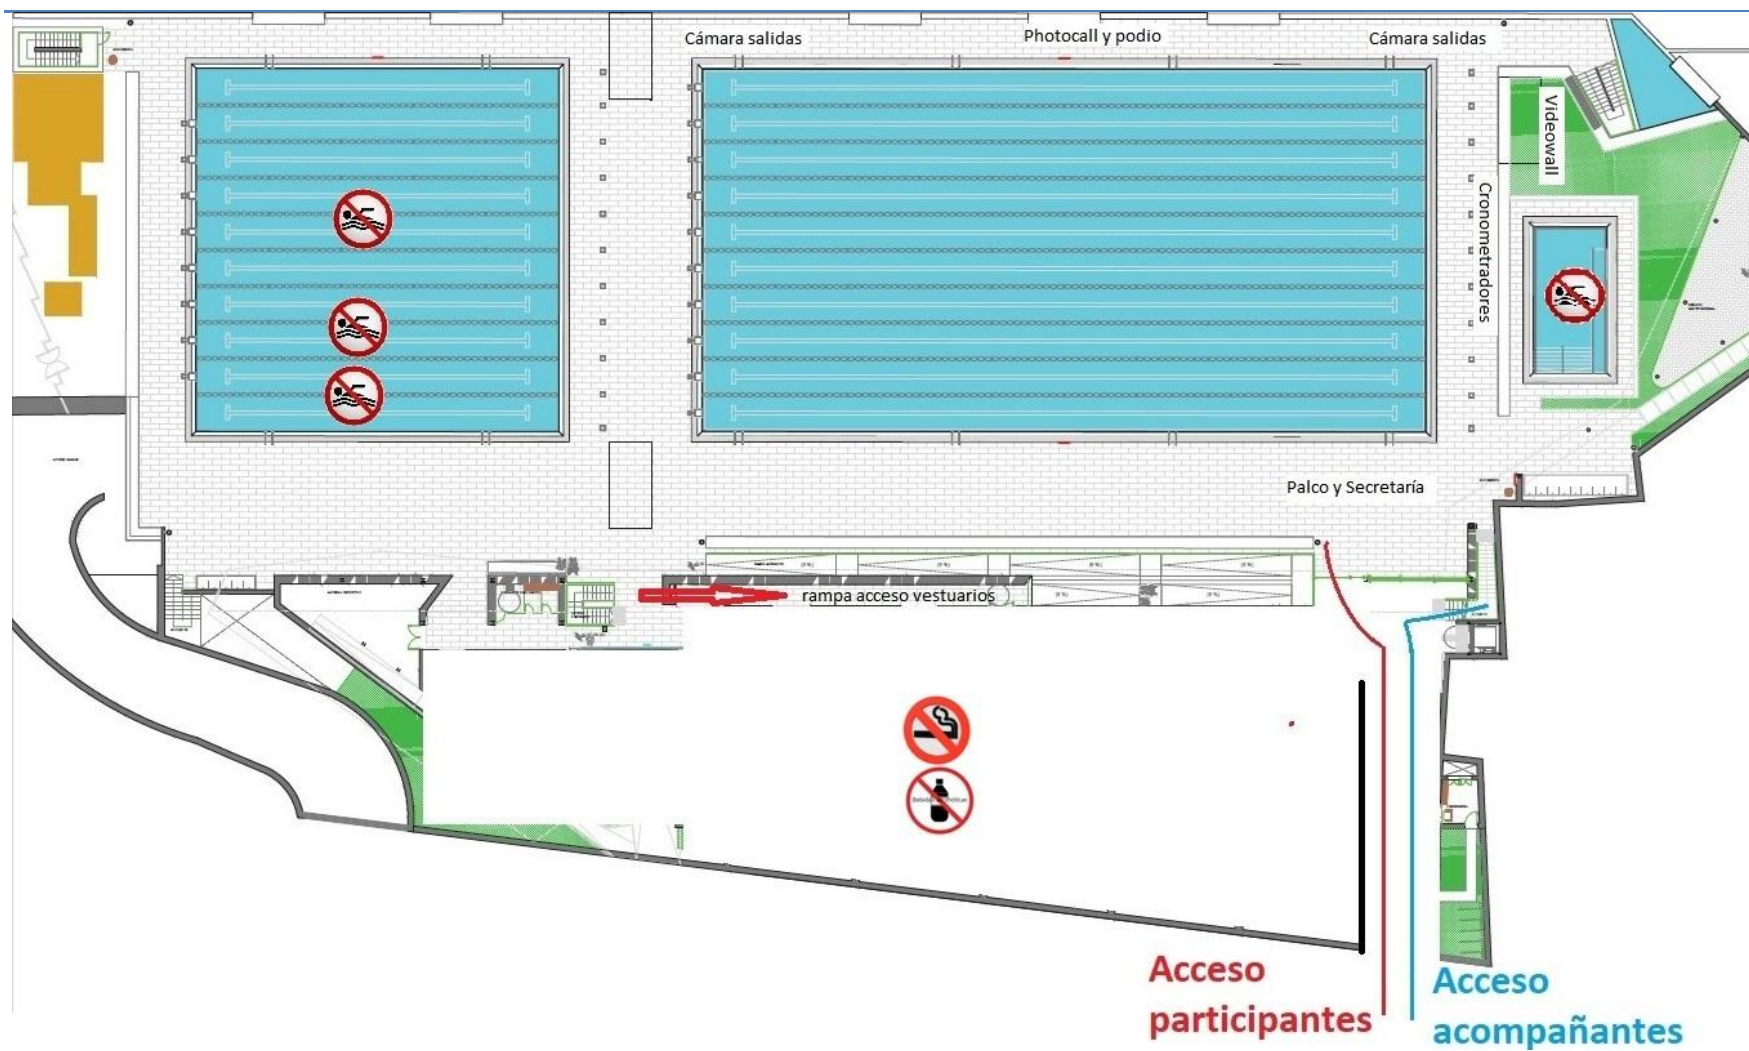 Cámara salidas
Photocall y podio
Cámara salidas
Videowall
Cronometradores
Palco y Secretaría
rampa acceso vestuarios
Acceso
participantes
Acceso
acompañantes